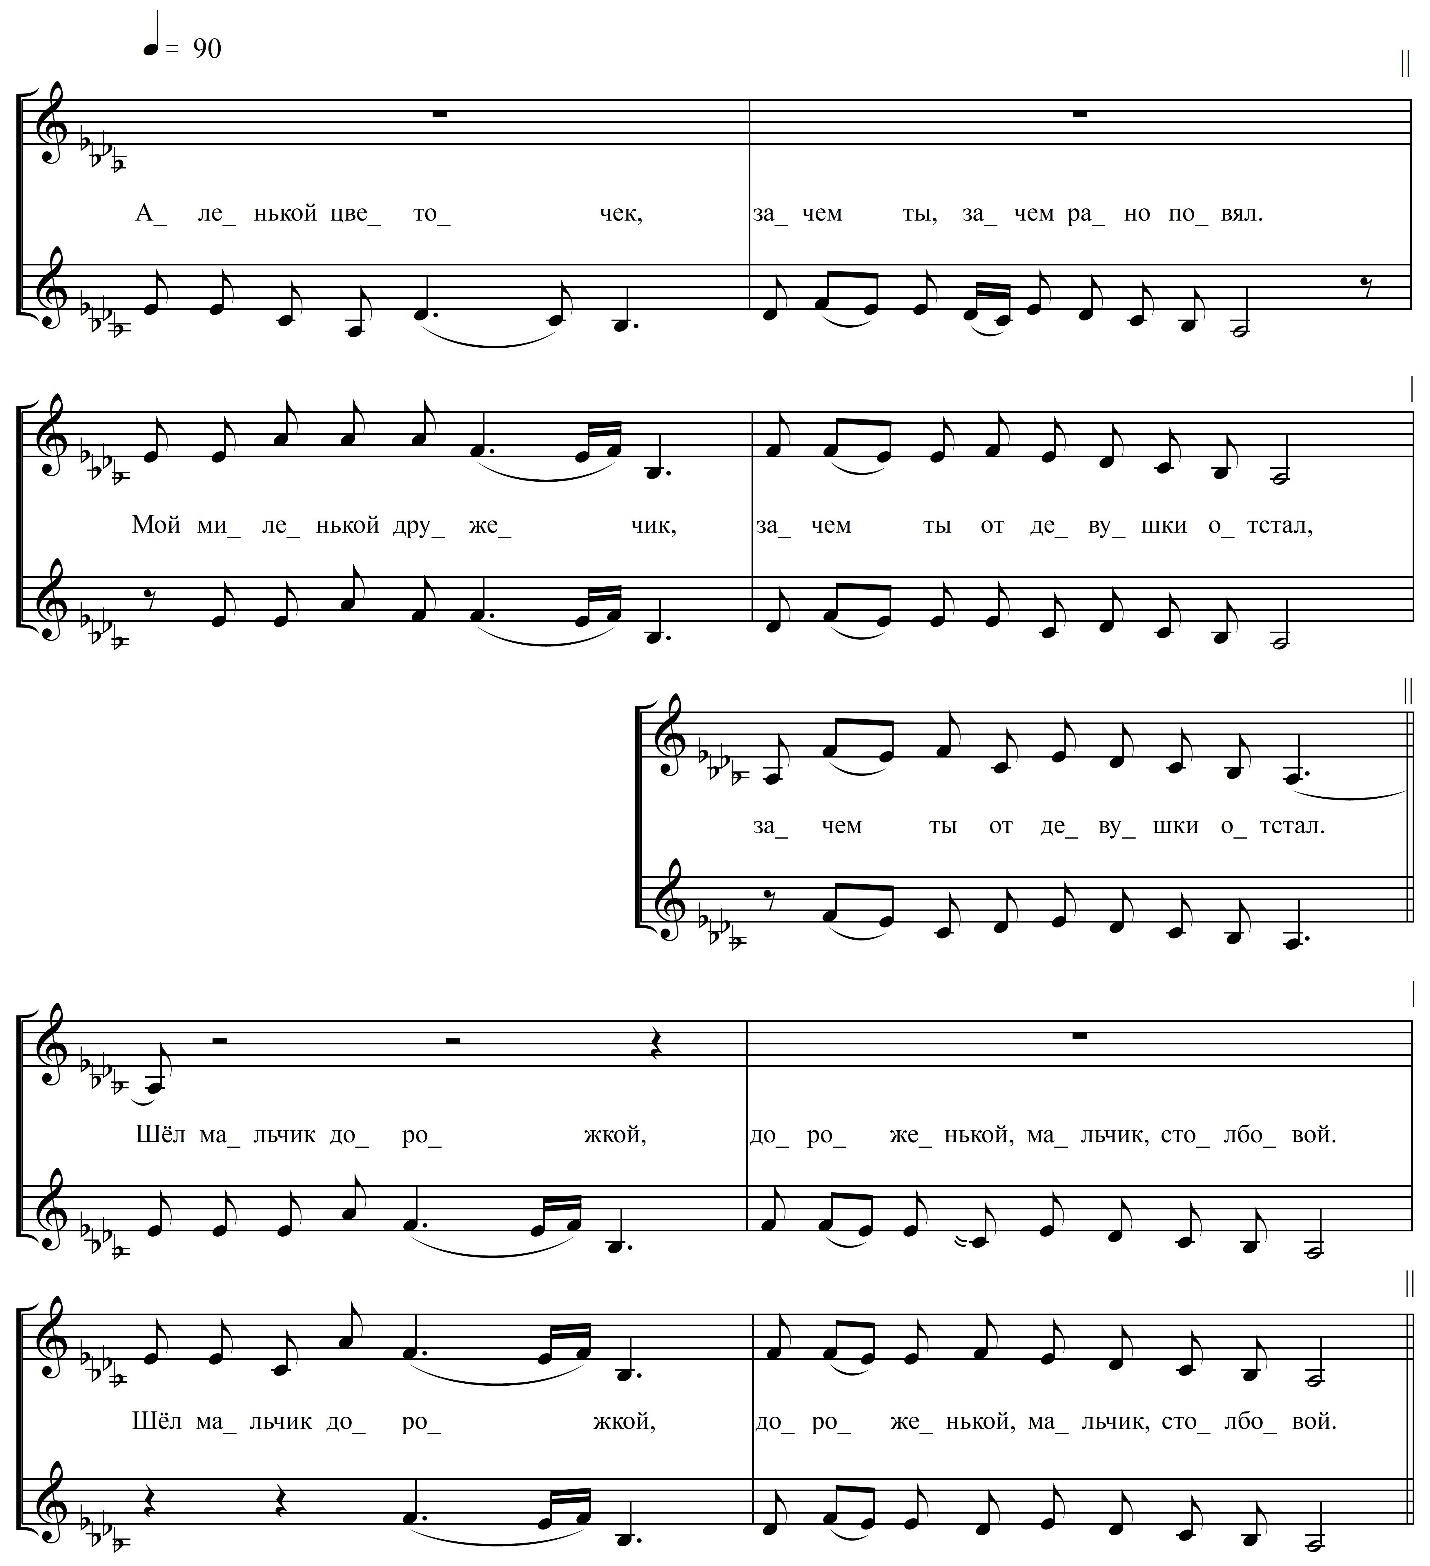 = 90
А_ ле_ нькой цве_ то_ чек, за_ чем ты, за_ чем ра_ но по_ вял.
Мой ми_ ле_ нькой дру_ же_ чик, за_ чем ты от де_ ву_ шки о_ тстал,
за_ чем ты от де_ ву_ шки о_ тстал.
Шёл ма_ льчик до_ ро_ жкой, до_ ро_ же_ нькой, ма_ льчик, сто_ лбо_ вой.
Шёл ма_ льчик до_ ро_ жкой, до_ ро_ же_ нькой, ма_ льчик, сто_ лбо_ вой.